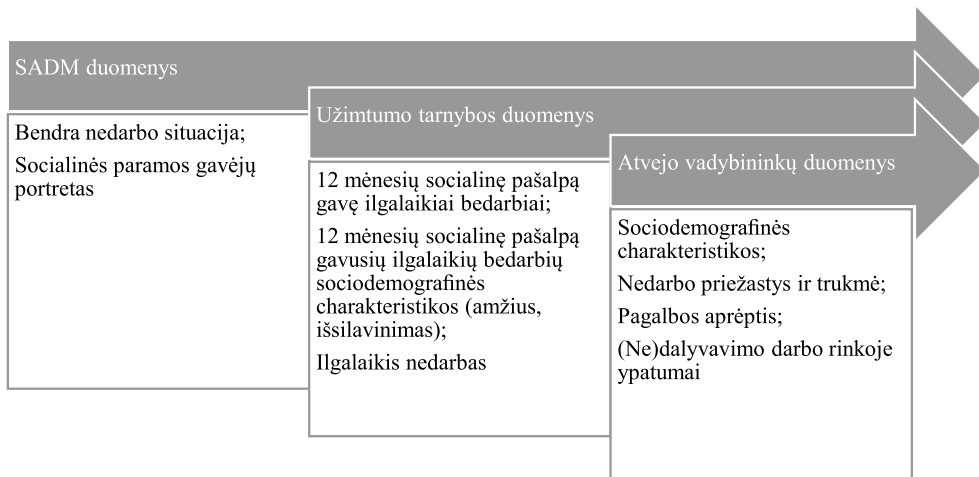 SADM duomenys
Bendra nedarbo situacija;
Socialinės paramos gavėjų
portretas
Užimtumo tarnybos duomenys
12 mėnesių socialinę pašalpą
gavę ilgalaikiai bedarbiai;
12 mėnesių socialinę pašalpą
gavusių ilgalaikių bedarbių
sociodemografinės
charakteristikos (amžius,
išsilavinimas);
Ilgalaikis nedarbas
Atvejo vadybininkų duomenys
Sociodemografinės
charakteristikos;
Nedarbo priežastys ir trukmė;
Pagalbos aprėptis;
(Ne)dalyvavimo darbo rinkoje
ypatumai